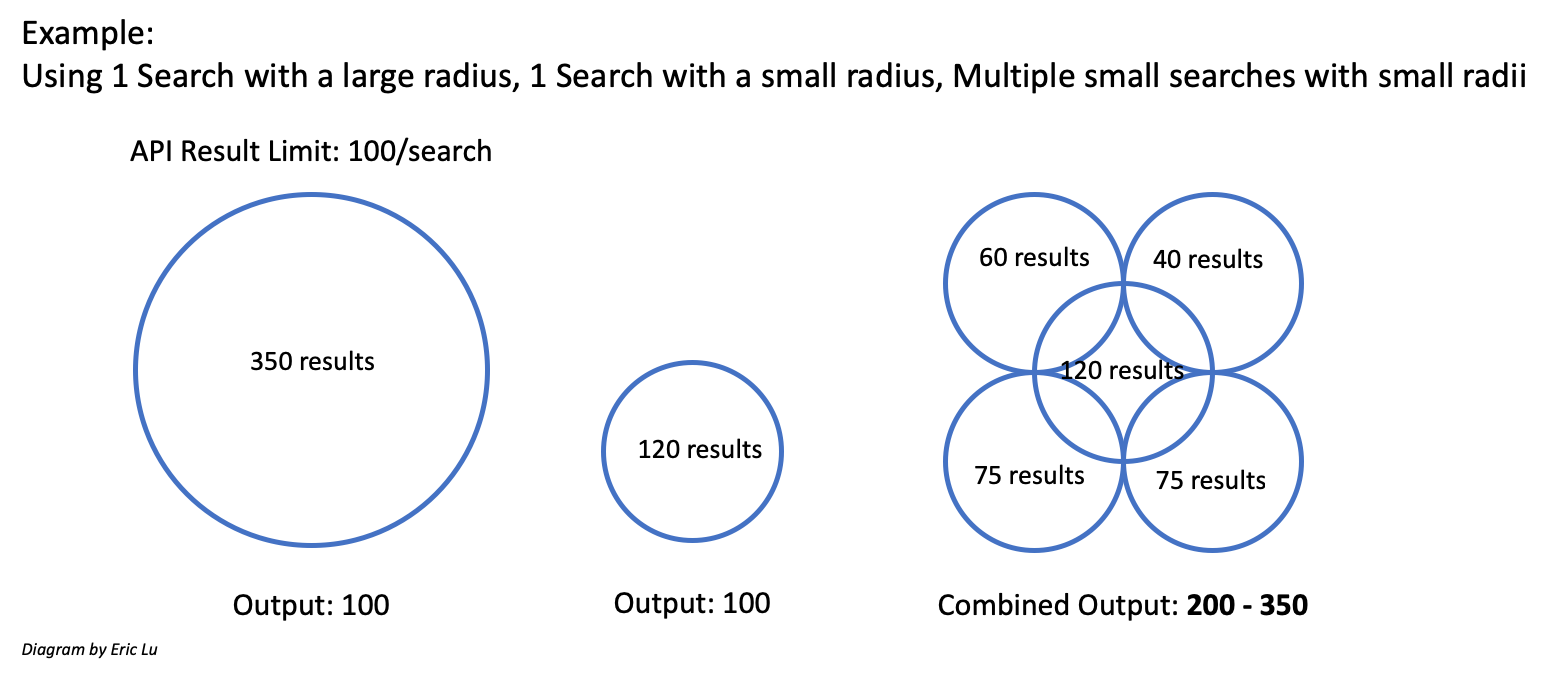 Example:
Using 1 Search with a large radius, 1 Search with a small radius, Multiple small searches with small radii
API Result Limit: 100/search
350 results
120 results
60 results
40 results
120 results
75 results
75 results
Output: 100
Output: 100
Combined Output: 200 - 350
Diagram by Eric Lu